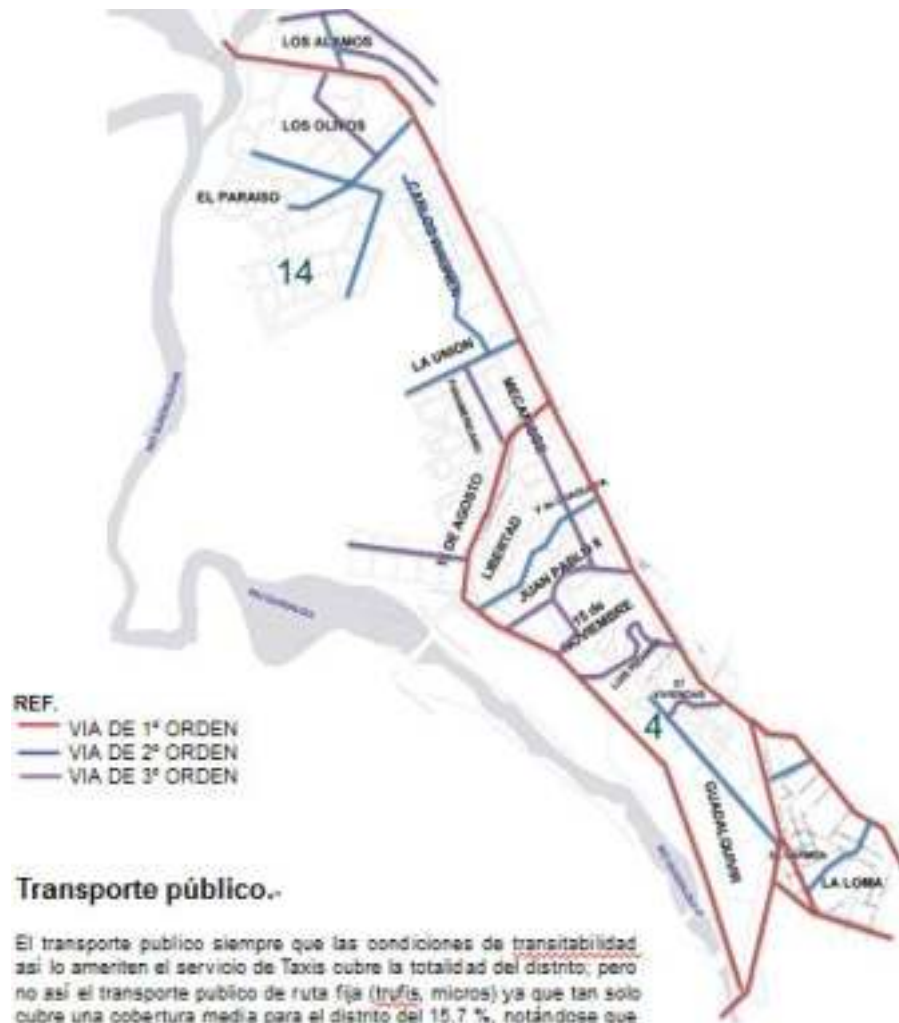 LOS ALAMOS
LOS OLIVOS
EL PARAISO
14
LA UNION
DE AGOSTO
LIBERTAD
JUAN PABLO II
15 de
NOVIEMBRE
4
GUADALQUIVIR
LA LOMA
REF.
VIA DE 1ª ORDEN
VIA DE 2ª ORDEN
VIA DE 3ª ORDEN
Transporte público.-
El transporte publico siempre que las condiciones de transitabilidad
así lo ameriten el servicio de Taxis cubre la totalidad del distrito; pero
no así el transporte publico de ruta fija (trufis, micros) ya que tan solo
cubre una cobertura media para el distrito del 15.7 %, notándose que